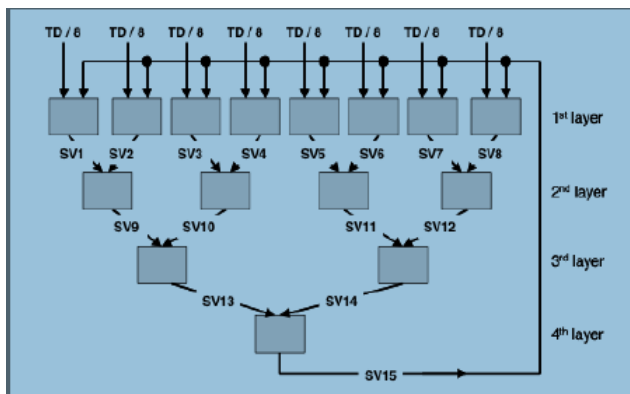 TD / 8 TD / 8 TD / 8 TD / 8 TD / 8 TD / 8 TD / 8 TD / 8
1st layer
SV1 SV2 SV3 SV4 SV5 SV6 SV7 SV8
2nd layer
SV9 SV10 SV11 SV12
3rd layer
SV13 SV14
4th layer
SV15